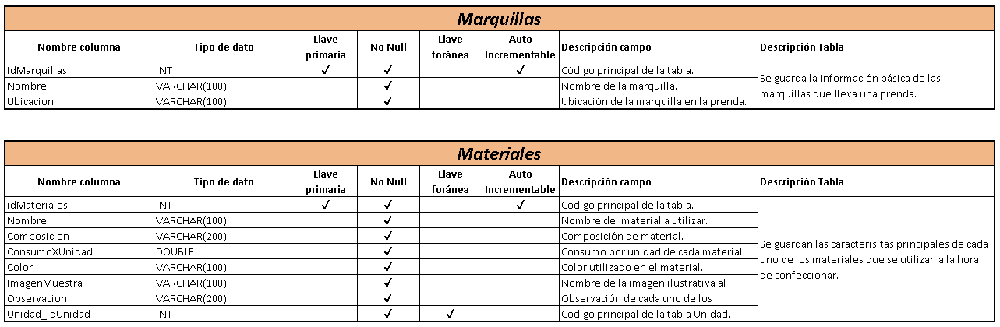 Marquillas
Nombre columna Tipo de dato Llave primaria No Null Llave foránea Auto Incrementable Descripción campo Descripción Tabla
IdMarquillas INT ✓ ✓ ✓ Código principal de la tabla. Se guarda la información básica de las márquillas que lleva una prenda.
Nombre VARCHAR(100) ✓ Nombre de la marquilla.
Ubicacion VARCHAR(100) ✓ Ubicación de la marquilla en la prenda.
Materiales
Nombre columna Tipo de dato Llave primaria No Null Llave foránea Auto Incrementable Descripción campo Descripción Tabla
idMateriales INT ✓ ✓ ✓ Código principal de la tabla. Se guardan las caracterisitas principales de cada uno de los materiales que se utilizan a la hora de confeccionar.
Nombre VARCHAR(100) ✓ Nombre del material a utilizar.
Composicion VARCHAR(200) ✓ Composición de material.
ConsumoXUnidad DOUBLE ✓ Consumo por unidad de cada material.
Color VARCHAR(100) ✓ Color utilizado en el material.
ImagenMuestra VARCHAR(100) ✓ Nombre de la imagen ilustrativa al
Observacion VARCHAR(200) ✓ Observación de cada uno de los
Unidad_idUnidad INT ✓ ✓ Código principal de la tabla Unidad.